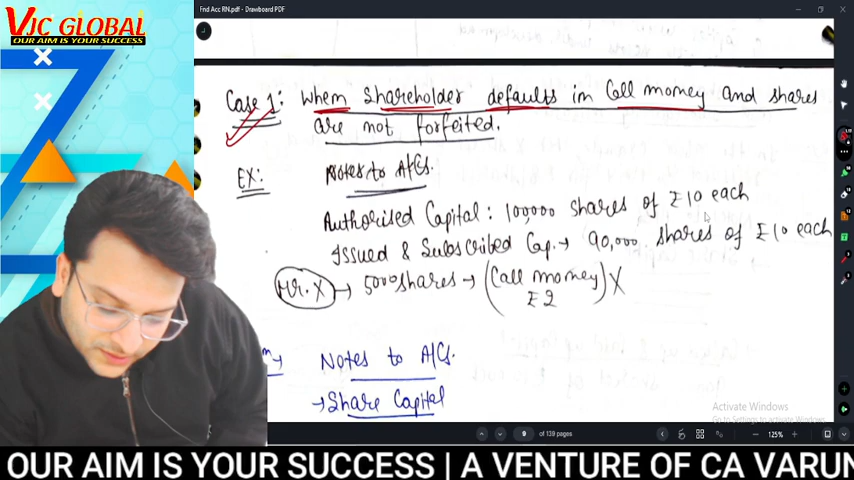 VJC GLOBAL
OUR AIM IS YOUR SUCCESS
Fnd Acc RN.pdf - Drawboard PDF
Case 1: When shareholder defaults in Call money and shares
are not forfeited.
EX: Notes to A/Cs.
Authorised Capital: 100,000 shares of ₹10 each
Issued & Subscribed Cap. → 90,000 shares of ₹10 each
Mr. X → 5000 shares → (Call money ₹2) X
Notes to A/Cs.
→ Share Capital
Activate Windows
Go to Settings to activate Windows.
9 of 139 pages
125%
OUR AIM IS YOUR SUCCESS | A VENTURE OF CA VARUN